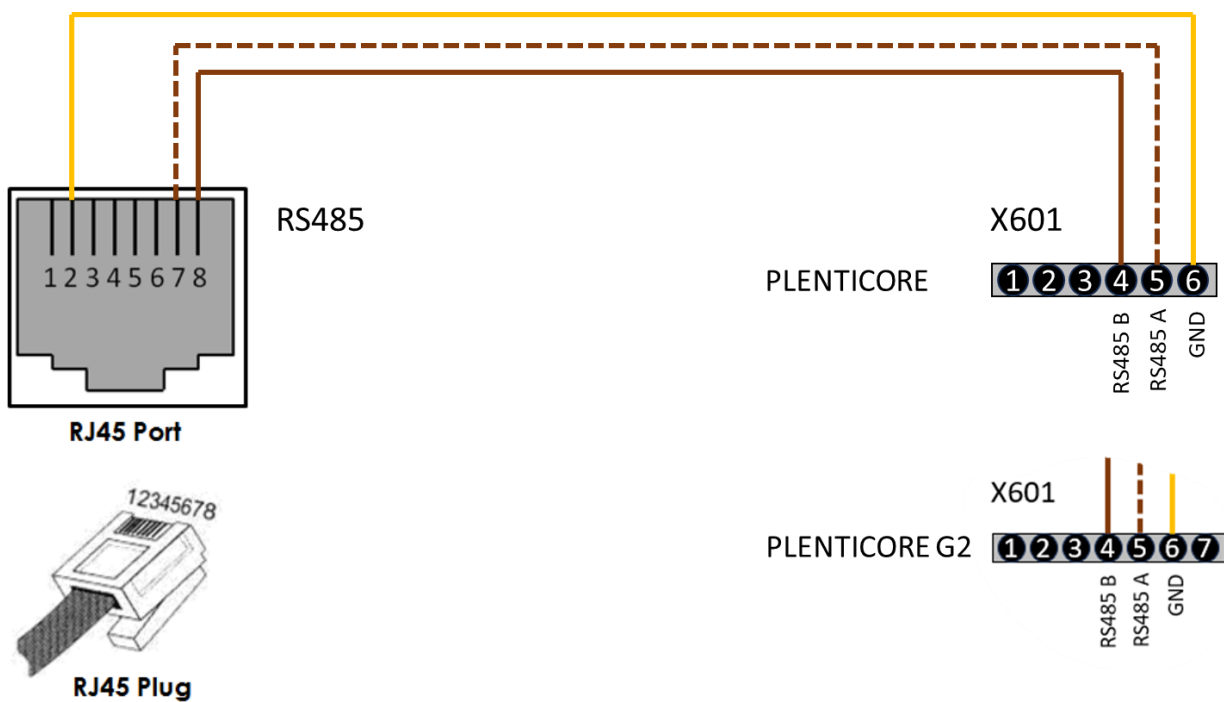 RS485
X601
1 2 3 4 5 6 7 8
PLENTICORE
1 2 3 4 5 6
RS485 B
RS485 A
GND
RJ45 Port
12345678
X601
PLENTICORE G2
1 2 3 4 5 6 7
RS485 B
RS485 A
GND
RJ45 Plug